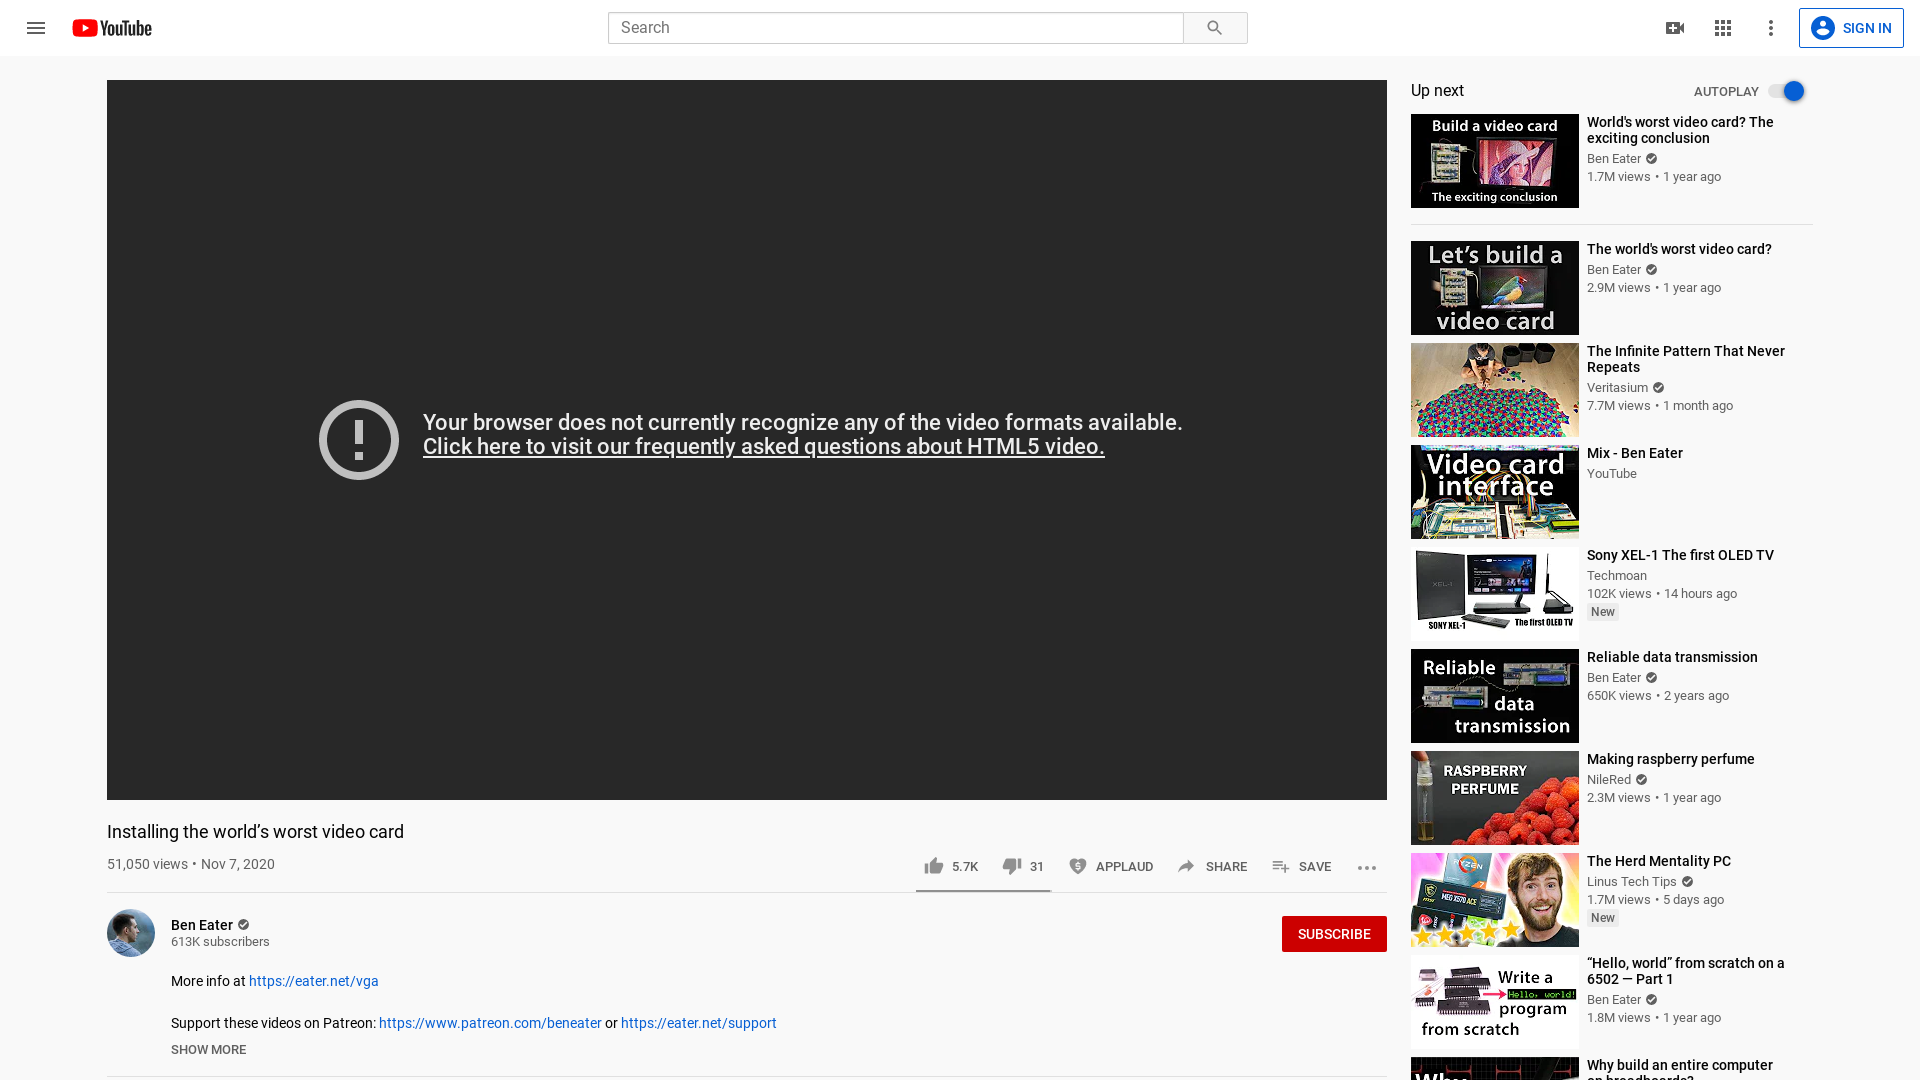 YouTube
Search
SIGN IN
Your browser does not currently recognize any of the video formats available.
Click here to visit our frequently asked questions about HTML5 video.
Installing the world’s worst video card
51,050 views • Nov 7, 2020
5.7K
31
APPLAUD
SHARE
SAVE
Ben Eater
613K subscribers
SUBSCRIBE
More info at https://eater.net/vga
Support these videos on Patreon: https://www.patreon.com/beneater or https://eater.net/support
SHOW MORE
Up next
AUTOPLAY
Build a video card
The exciting conclusion
World's worst video card? The
exciting conclusion
Ben Eater
1.7M views • 1 year ago
Let's build a
video card
The world's worst video card?
Ben Eater
2.9M views • 1 year ago
The Infinite Pattern That Never
Repeats
Veritasium
7.7M views • 1 month ago
Video card
interface
Mix - Ben Eater
YouTube
XEL-1
SONY XEL-1
The first OLED TV
Sony XEL-1 The first OLED TV
Techmoan
102K views • 14 hours ago
New
Reliable
data
transmission
Reliable data transmission
Ben Eater
650K views • 2 years ago
RASPBERRY
PERFUME
Making raspberry perfume
NileRed
2.3M views • 1 year ago
RYZEN
MEG X570 ACE
The Herd Mentality PC
Linus Tech Tips
1.7M views • 5 days ago
New
Write a
Hello, world!
program
from scratch
“Hello, world” from scratch on a
6502 — Part 1
Ben Eater
1.8M views • 1 year ago
Why
Why build an entire computer
on breadboards?